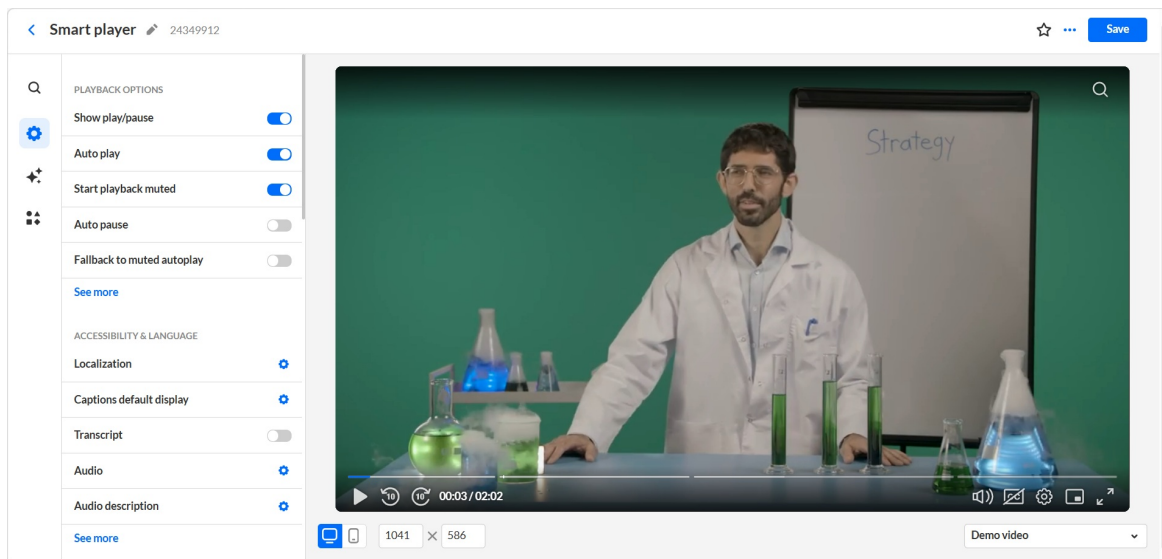 Smart player 24349912
Save
PLAYBACK OPTIONS
Show play/pause
Auto play
Start playback muted
Auto pause
Fallback to muted autoplay
See more
ACCESSIBILITY & LANGUAGE
Localization
Captions default display
Transcript
Audio
Audio description
See more
Strategy
10 10 00:03 / 02:02
1041 × 586
Demo video